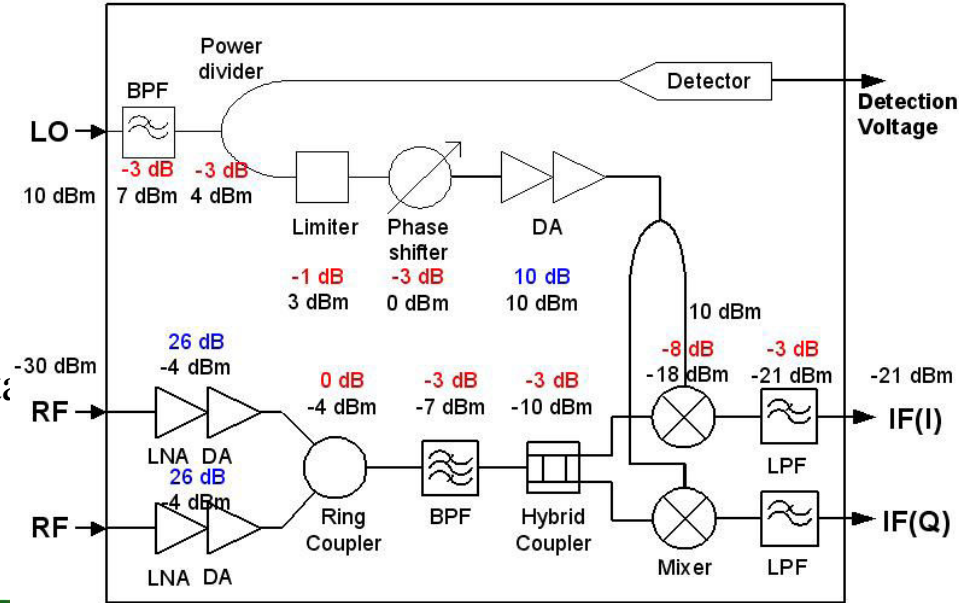 Power
divider
BPF
Detector
Detection
Voltage
LO
10 dBm
-3 dB
7 dBm
-3 dB
4 dBm
Limiter
Phase
shifter
DA
-1 dB
3 dBm
-3 dB
0 dBm
10 dB
10 dBm
10 dBm
-30 dBm
26 dB
-4 dBm
0 dB
-4 dBm
-3 dB
-7 dBm
-3 dB
-10 dBm
-8 dB
-18 dBm
-3 dB
-21 dBm
-21 dBm
RF
LNA DA
IF(I)
LPF
26 dB
-4 dBm
RF
LNA DA
Ring
Coupler
BPF
Hybrid
Coupler
Mixer
LPF
IF(Q)